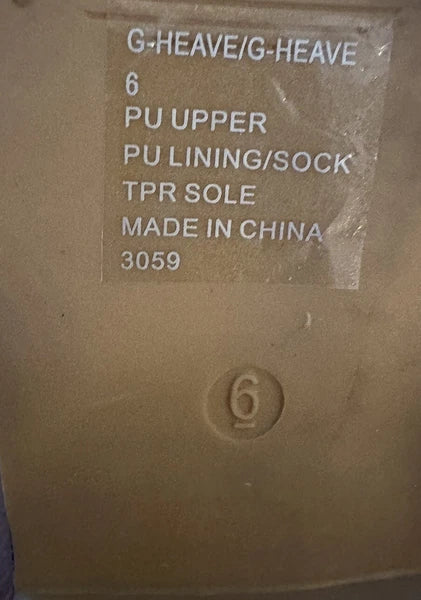 G-HEAVE/G-HEAVE
6
PU UPPER
PU LINING/SOCK
TPR SOLE
MADE IN CHINA
3059
6